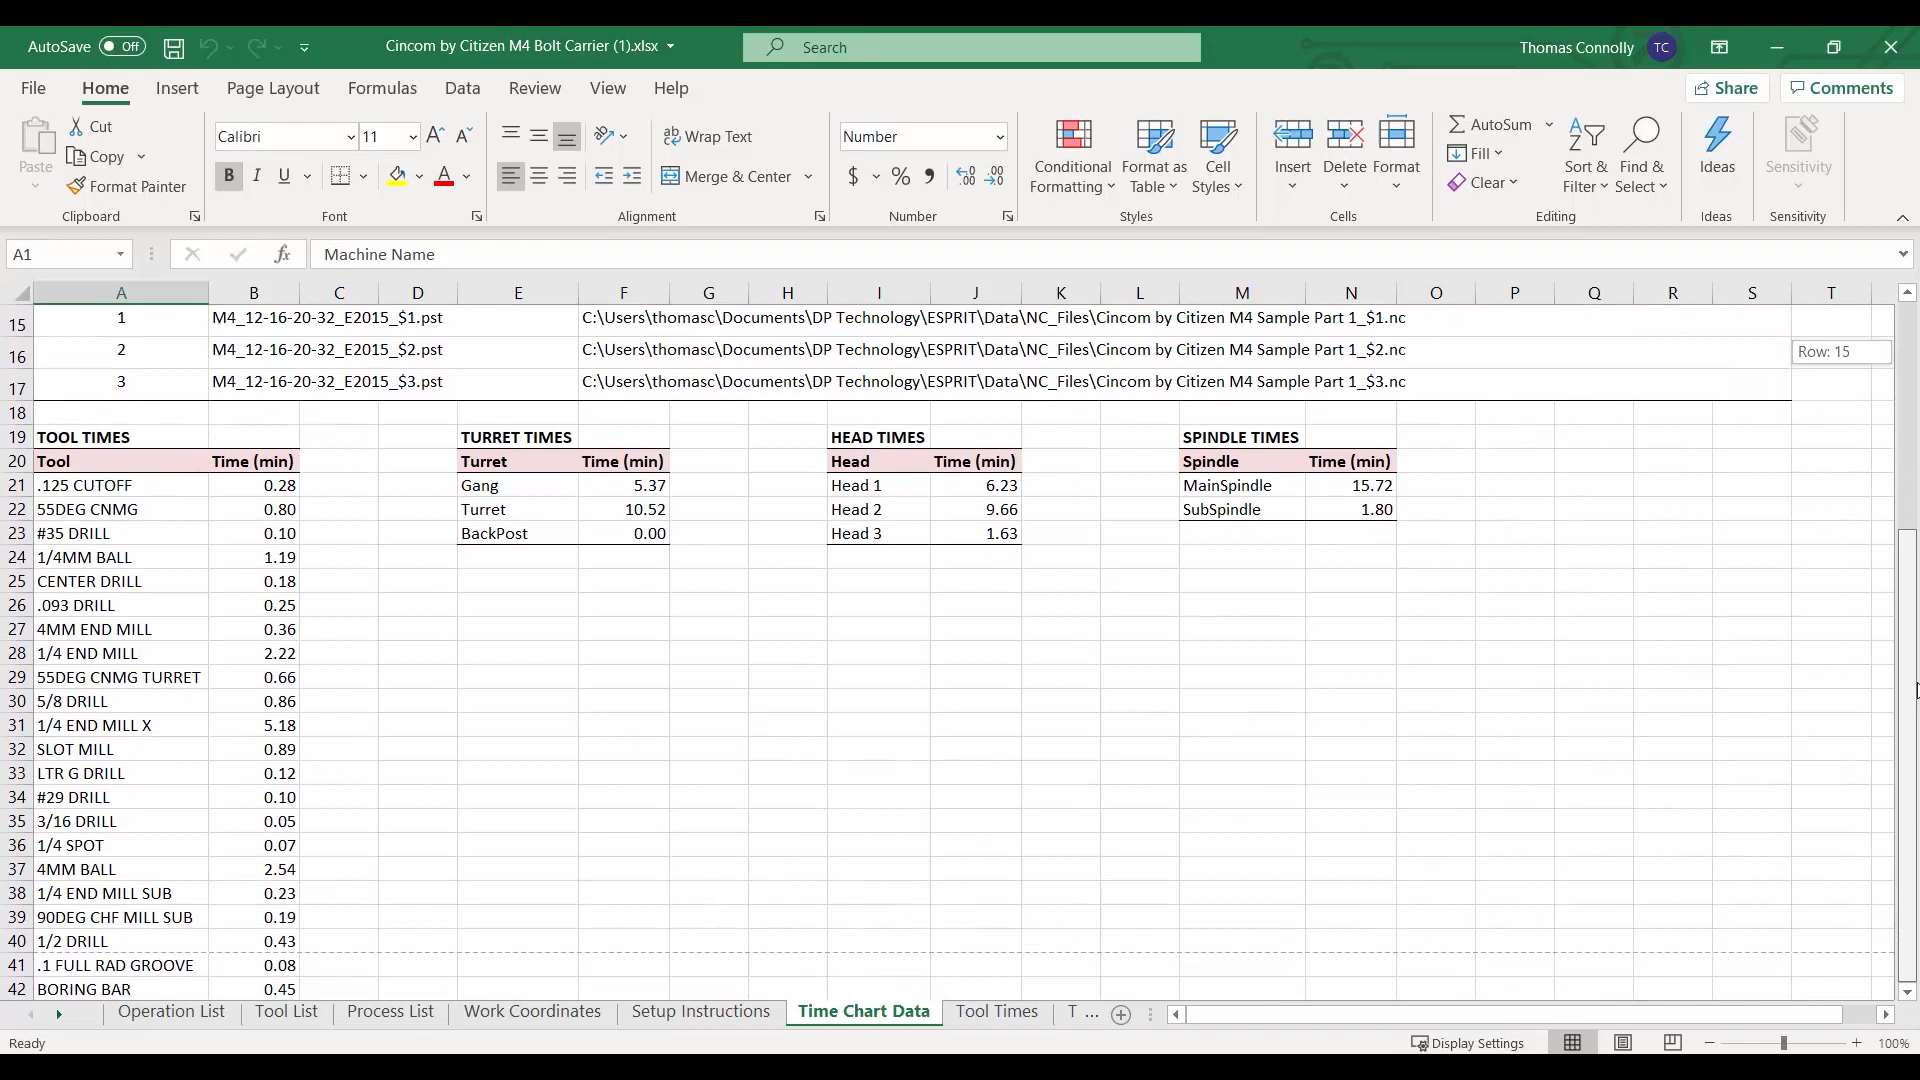 AutoSave Off Cincom by Citizen M4 Bolt Carrier (1).xlsx Search Thomas Connolly TC
File Home Insert Page Layout Formulas Data Review View Help Share Comments
Paste Cut Copy Format Painter Clipboard
Calibri 11 A A B I U A Font
Wrap Text Merge & Center Alignment
Number $ % Number
Conditional Formatting Format as Table Cell Styles Styles
Insert Delete Format Cells
AutoSum Fill Clear Sort & Filter Find & Select Editing
Ideas Ideas
Sensitivity Sensitivity
A1 fx Machine Name
A B C D E F G H I J K L M N O P Q R S T
15 1 M4_12-16-20-32_E2015_$1.pst C:\Users\thomasc\Documents\DP Technology\ESPRIT\Data\NC_Files\Cincom by Citizen M4 Sample Part 1_$1.nc
16 2 M4_12-16-20-32_E2015_$2.pst C:\Users\thomasc\Documents\DP Technology\ESPRIT\Data\NC_Files\Cincom by Citizen M4 Sample Part 1_$2.nc Row: 15
17 3 M4_12-16-20-32_E2015_$3.pst C:\Users\thomasc\Documents\DP Technology\ESPRIT\Data\NC_Files\Cincom by Citizen M4 Sample Part 1_$3.nc
18
19 TOOL TIMES TURRET TIMES HEAD TIMES SPINDLE TIMES
20 Tool Time (min) Turret Time (min) Head Time (min) Spindle Time (min)
21 .125 CUTOFF 0.28 Gang 5.37 Head 1 6.23 MainSpindle 15.72
22 55DEG CNMG 0.80 Turret 10.52 Head 2 9.66 SubSpindle 1.80
23 #35 DRILL 0.10 BackPost 0.00 Head 3 1.63
24 1/4MM BALL 1.19
25 CENTER DRILL 0.18
26 .093 DRILL 0.25
27 4MM END MILL 0.36
28 1/4 END MILL 2.22
29 55DEG CNMG TURRET 0.66
30 5/8 DRILL 0.86
31 1/4 END MILL X 5.18
32 SLOT MILL 0.89
33 LTR G DRILL 0.12
34 #29 DRILL 0.10
35 3/16 DRILL 0.05
36 1/4 SPOT 0.07
37 4MM BALL 2.54
38 1/4 END MILL SUB 0.23
39 90DEG CHF MILL SUB 0.19
40 1/2 DRILL 0.43
41 .1 FULL RAD GROOVE 0.08
42 BORING BAR 0.45
Operation List Tool List Process List Work Coordinates Setup Instructions Time Chart Data Tool Times T ...
Ready Display Settings 100%